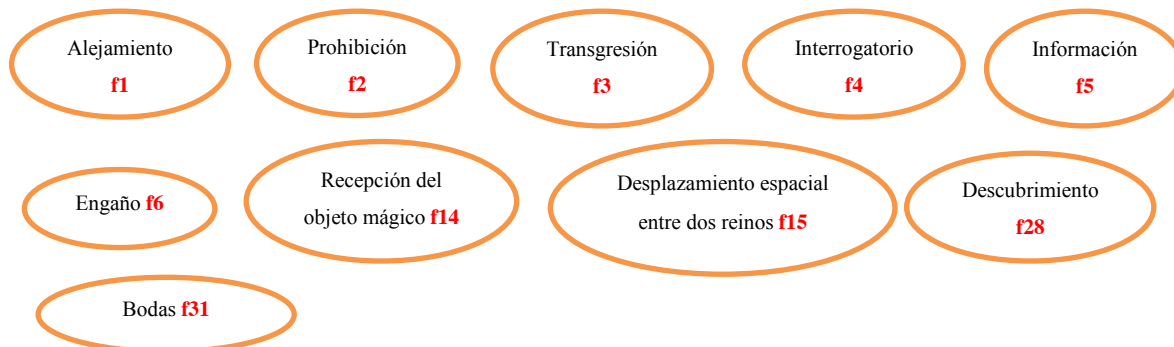 Alejamiento
f1
Prohibición
f2
Transgresión
f3
Interrogatorio
f4
Información
f5
Engaño f6
Recepción del
objeto mágico f14
Desplazamiento espacial
entre dos reinos f15
Descubrimiento
f28
Bodas f31